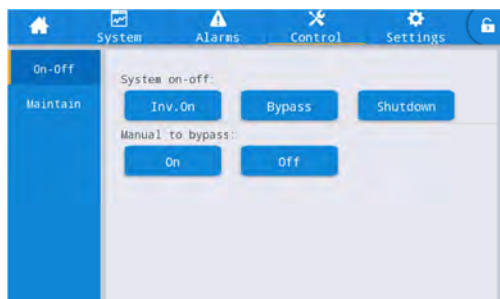 System Alarms Control Settings
On-Off
Maintain
System on-off:
Inv.On Bypass Shutdown
Manual to bypass:
On Off